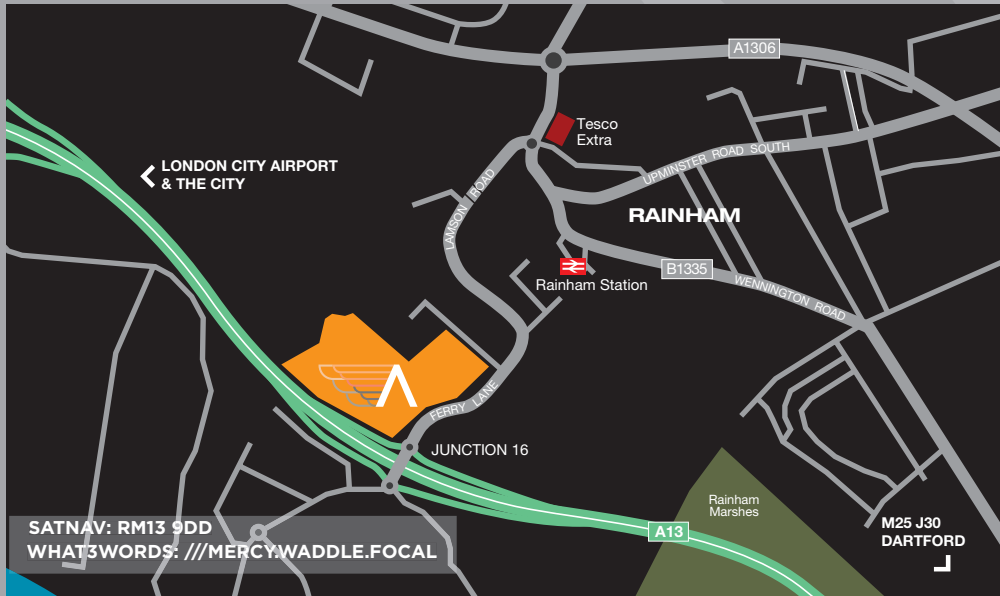 A1306
Tesco
Extra
LONDON CITY AIRPORT
& THE CITY
UPMINSTER ROAD SOUTH
LAMSON ROAD
RAINHAM
B1335
Rainham Station
WENNINGTON ROAD
FERRY LANE
JUNCTION 16
Rainham
Marshes
SATNAV: RM13 9DD
WHAT3WORDS: ///MERCY.WADDLE.FOCAL
A13
M25 J30
DARTFORD